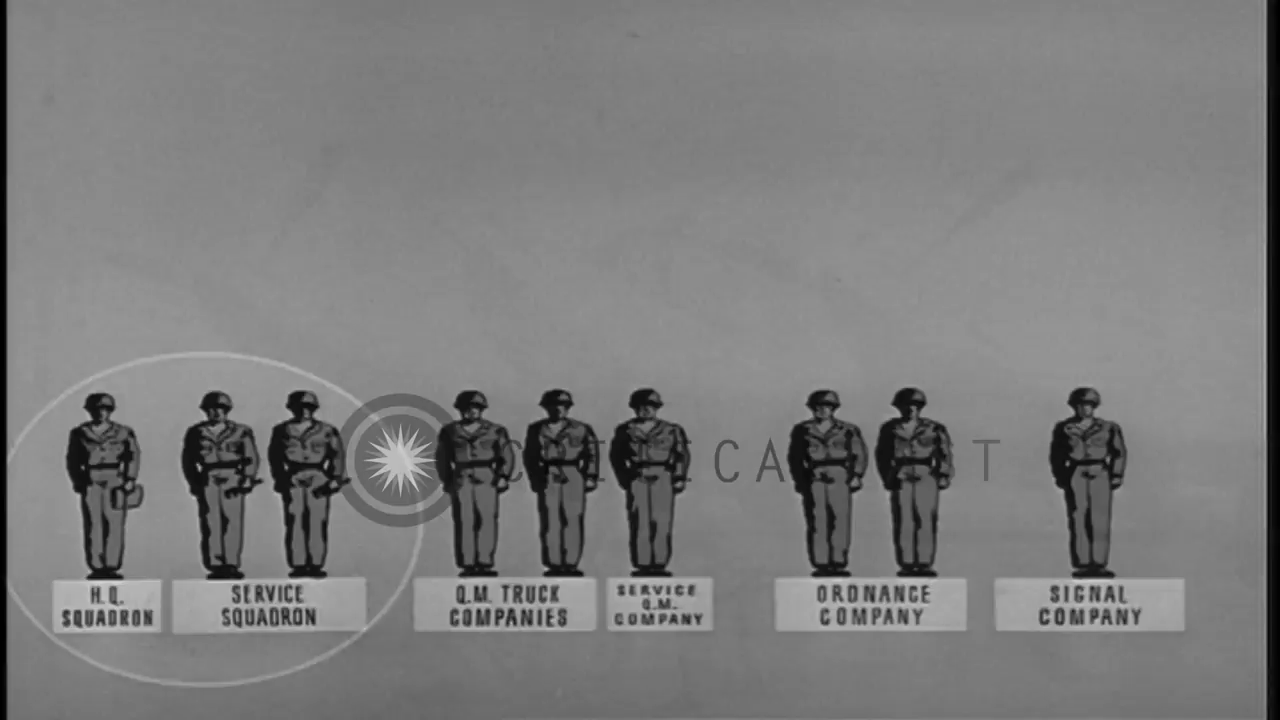 H.Q.
SQUADRON
SERVICE
SQUADRON
Q.M. TRUCK
COMPANIES
SERVICE
Q.M.
COMPANY
ORDNANCE
COMPANY
SIGNAL
COMPANY